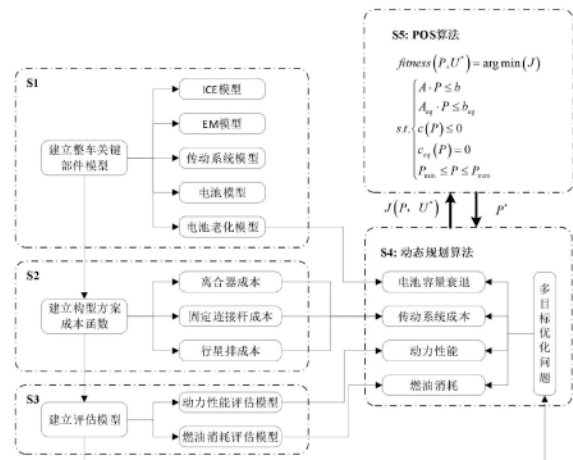 S1
建立整车关键
部件模型
ICE模型
EM模型
传动系统模型
电池模型
电池老化模型
S2
建立构型方案
成本函数
离合器成本
固定连接杆成本
行星排成本
S3
建立评估模型
动力性能评估模型
燃油消耗评估模型
S5: POS算法
fitness(P,U*) = arg min(J)
s.t.
A·P ≤ b
A_eq·P ≤ b_eq
c(P) ≤ 0
c_eq(P) = 0
P_min ≤ P ≤ P_max
J(P, U*)
P*
S4: 动态规划算法
电池容量衰退
传动系统成本
动力性能
燃油消耗
多目标优化问题